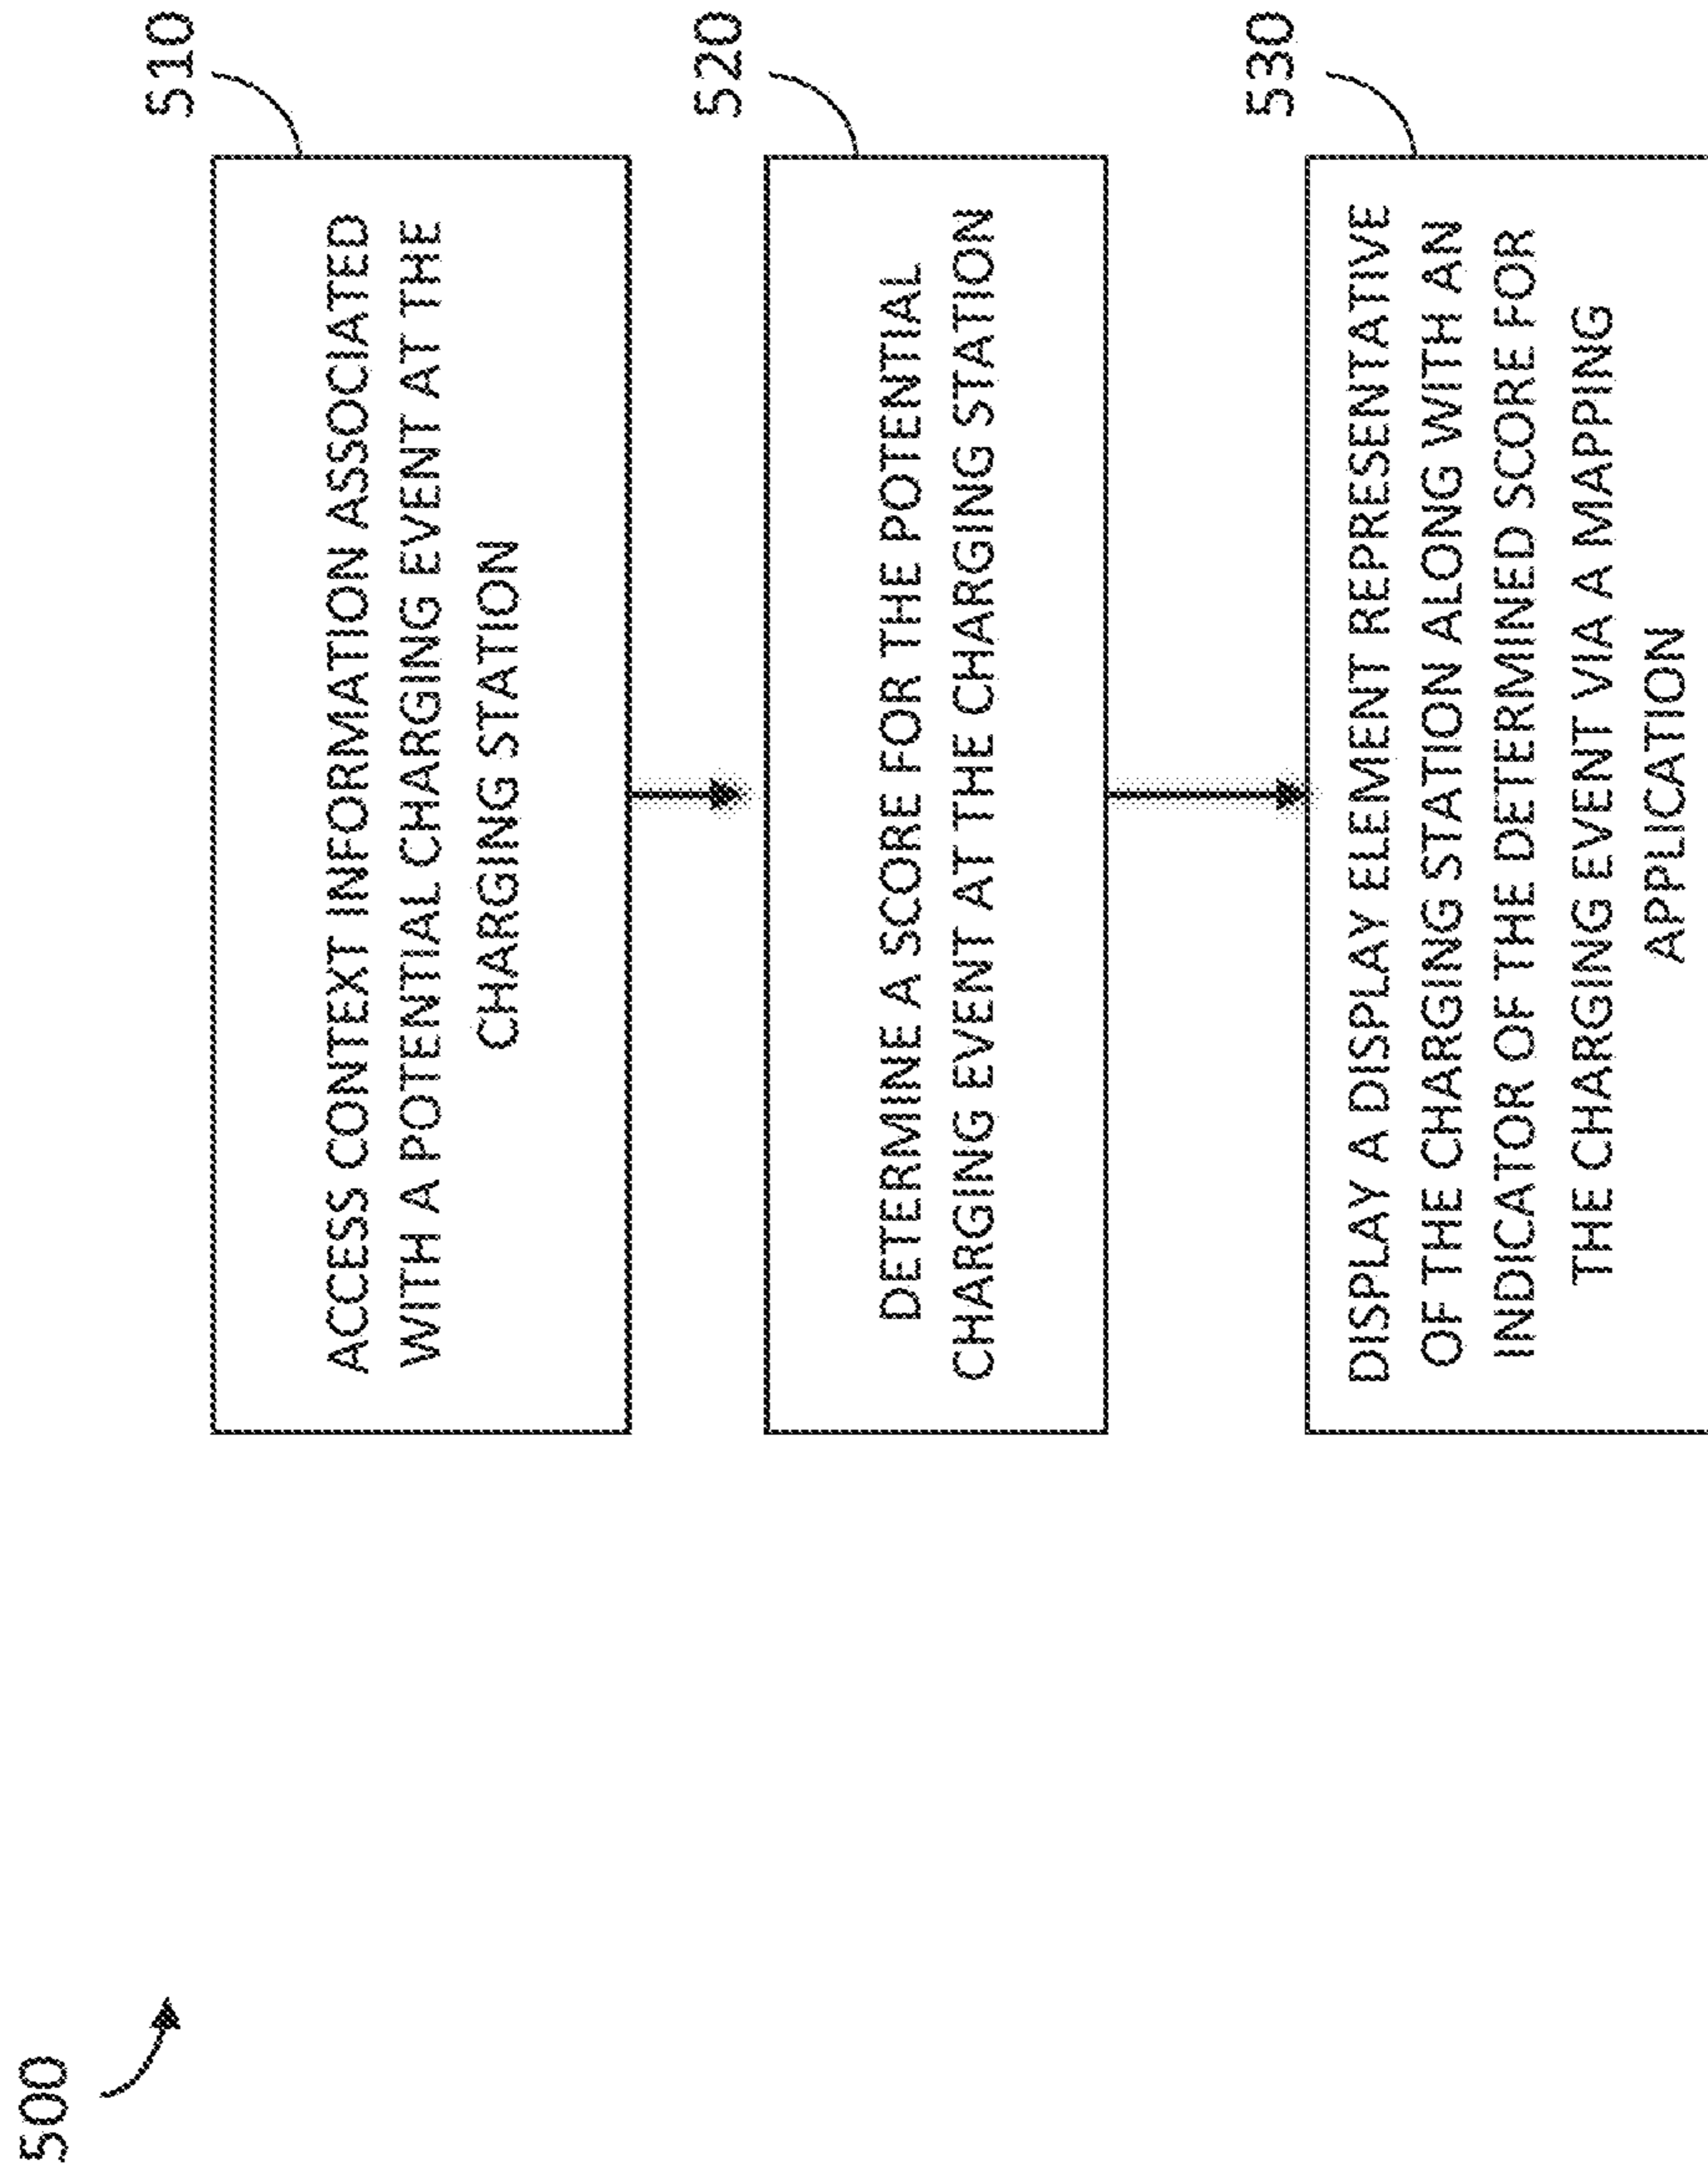 500
510
ACCESS CONTEXT INFORMATION ASSOCIATED
WITH A POTENTIAL CHARGING EVENT AT THE
CHARGING STATION
520
DETERMINE A SCORE FOR THE POTENTIAL
CHARGING EVENT AT THE CHARGING STATION
530
DISPLAY A DISPLAY ELEMENT REPRESENTATIVE
OF THE CHARGING STATION ALONG WITH AN
INDICATOR OF THE DETERMINED SCORE FOR
THE CHARGING EVENT VIA A MAPPING
APPLICATION